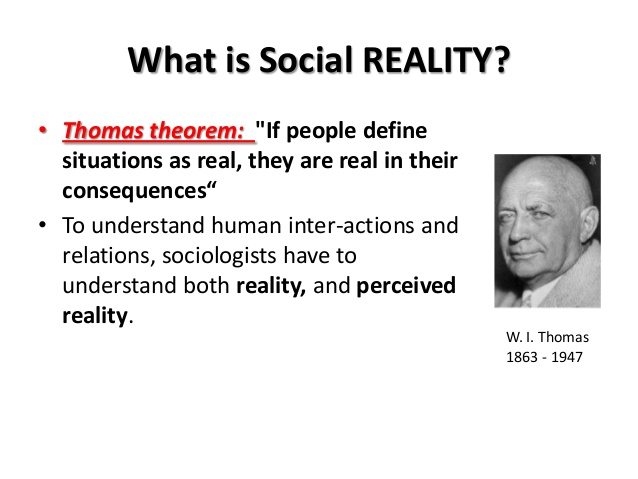 What is Social REALITY?
• Thomas theorem: "If people define
situations as real, they are real in their
consequences“
• To understand human inter-actions and
relations, sociologists have to
understand both reality, and perceived
reality.
W. I. Thomas
1863 - 1947